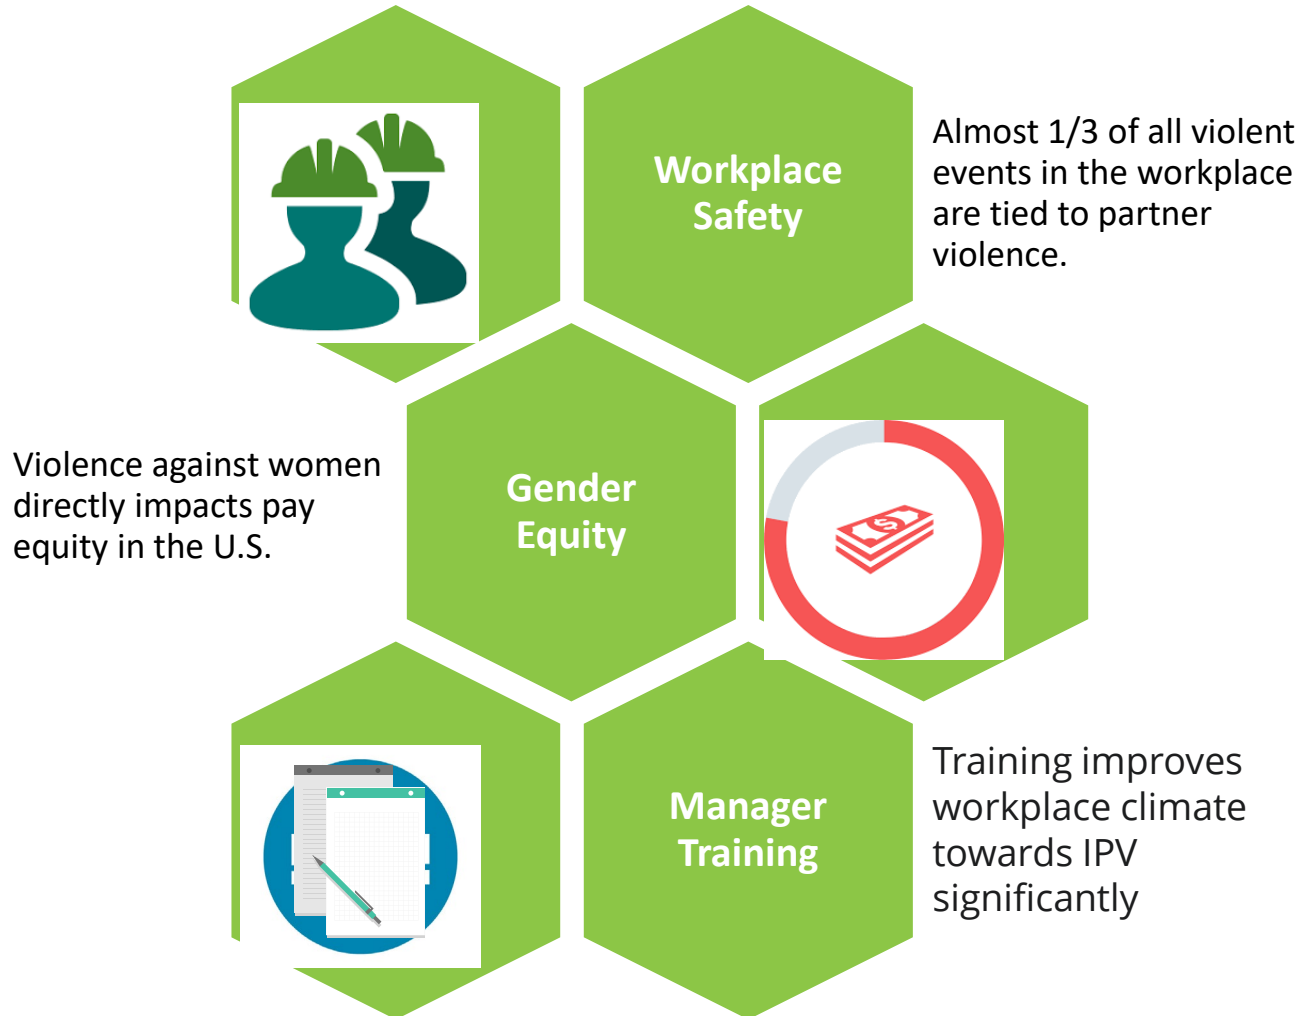 Workplace
Safety
Almost 1/3 of all violent
events in the workplace
are tied to partner
violence.
Violence against women
directly impacts pay
equity in the U.S.
Gender
Equity
Manager
Training
Training improves
workplace climate
towards IPV
significantly